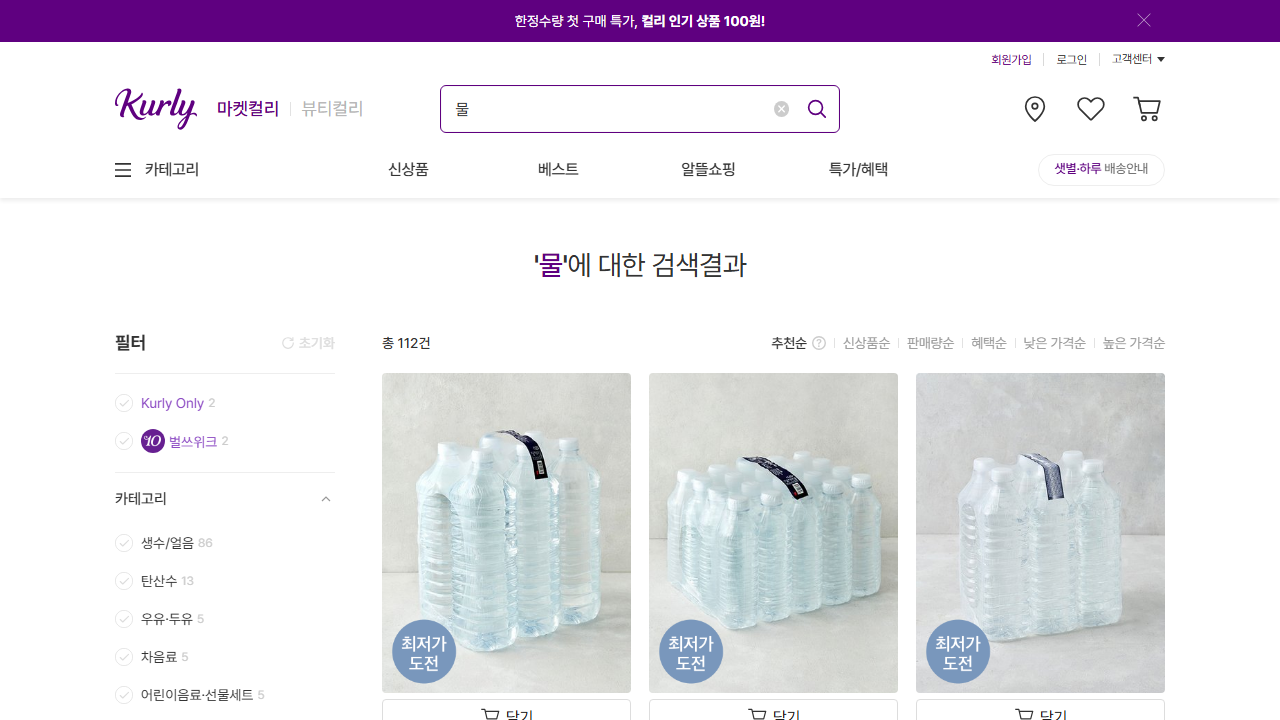 한정수량 첫 구매 특가, 컬리 인기 상품 100원!
회원가입 로그인 고객센터
Kurly 마켓컬리 뷰티컬리
물
카테고리 신상품 베스트 알뜰쇼핑 특가/혜택 샛별·하루 배송안내
'물'에 대한 검색결과
필터 초기화
총 112건 추천순 신상품순 판매량순 혜택순 낮은 가격순 높은 가격순
Kurly Only 2
10 벌쓰위크 2
카테고리
생수/얼음 86
탄산수 13
우유·두유 5
차음료 5
어린이음료·선물세트 5
최저가
도전
최저가
도전
최저가
도전
담기 담기 담기